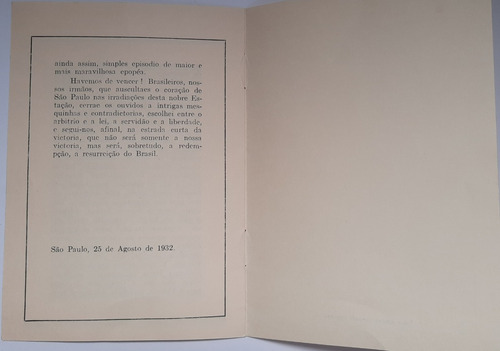 ainda assim, simples episodio de maior e
mais maravilhosa epopéa.
Havemos de vencer! Brasileiros, nos-
sos irmãos, que auscultaes o coração de
São Paulo nas irradiações desta nobre Es-
tação, cerrae os ouvidos a intrigas mes-
quinhas e contradictorias, escolhei entre o
arbitrio e a lei, a servidão e a liberdade,
e segui-nos, afinal, na estrada curta da
victoria, que não será somente a nossa
victoria, mas será, sobretudo, a redem-
pção, a resurreição do Brasil.
São Paulo, 25 de Agosto de 1932.